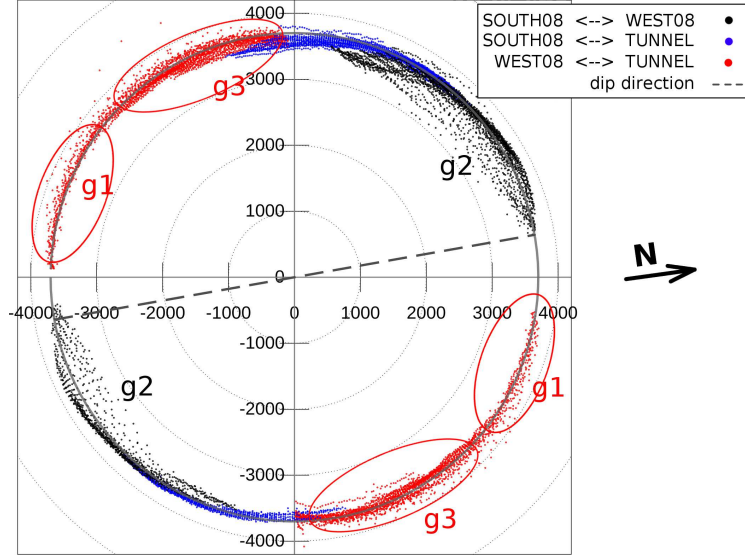 4000
SOUTH08 <--> WEST08
SOUTH08 <--> TUNNEL
WEST08 <--> TUNNEL
dip direction
3000
g3
2000
g2
g1
1000
N
0
-4000 -3000 -2000 -1000 0 1000 2000 3000 4000
-1000
g2
g1
-2000
-3000
g3
-4000